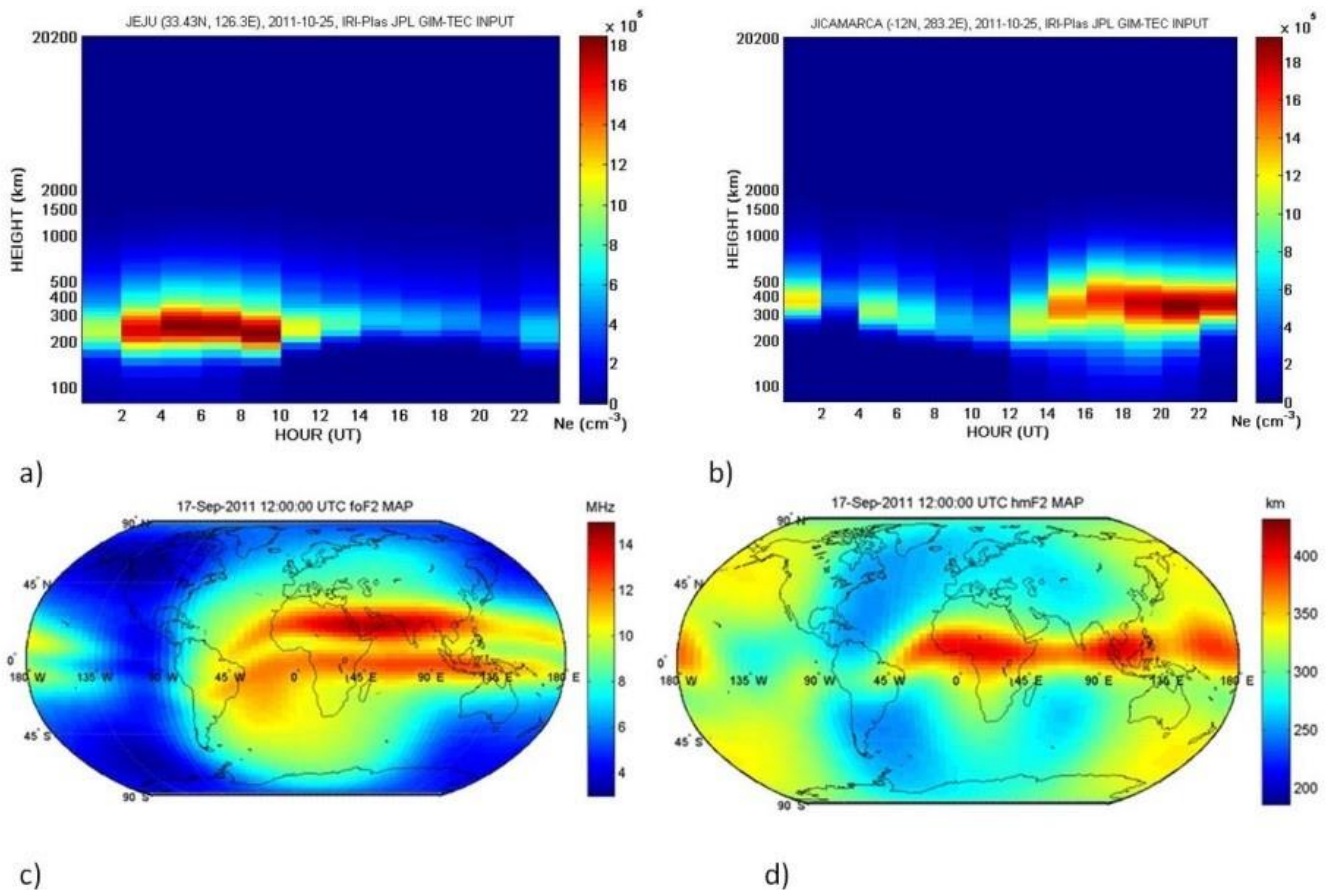 JEJU (33.43N, 126.3E), 2011-10-25, IRI-Plas JPL GIM-TEC INPUT
x 10^5
20200
2000
1500
1000
500
400
300
200
100
HEIGHT (km)
18
16
14
12
10
8
6
4
2
0
2 4 6 8 10 12 14 16 18 20 22
HOUR (UT)
Ne (cm^-3)
a)
JICAMARCA (-12N, 283.2E), 2011-10-25, IRI-Plas JPL GIM-TEC INPUT
x 10^5
20200
2000
1500
1000
500
400
300
200
100
HEIGHT (km)
18
16
14
12
10
8
6
4
2
0
2 4 6 8 10 12 14 16 18 20 22
HOUR (UT)
Ne (cm^-3)
b)
17-Sep-2011 12:00:00 UTC foF2 MAP
MHz
90° N
45° N
0°
180° W 135° W 45° W 0° 45° E 90° E 135° E 180° E
45° S
90° S
14
12
10
8
6
4
c)
17-Sep-2011 12:00:00 UTC hmF2 MAP
km
90° N
45° N
0°
180° W 135° W 45° W 0° 45° E 90° E 135° E 180° E
45° S
90° S
400
350
300
250
200
d)